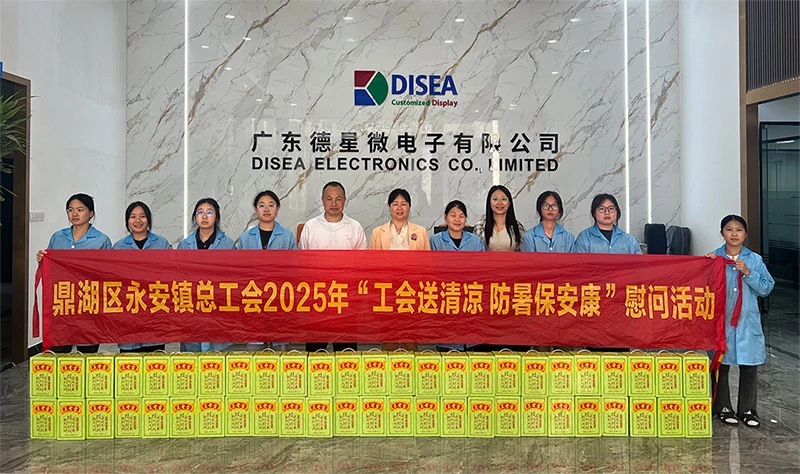 DISEA
Customized Display
广东德星微电子有限公司
DISEA ELECTRONICS CO., LIMITED
鼎湖区永安镇总工会2025年“工会送清凉 防暑保安康”慰问活动